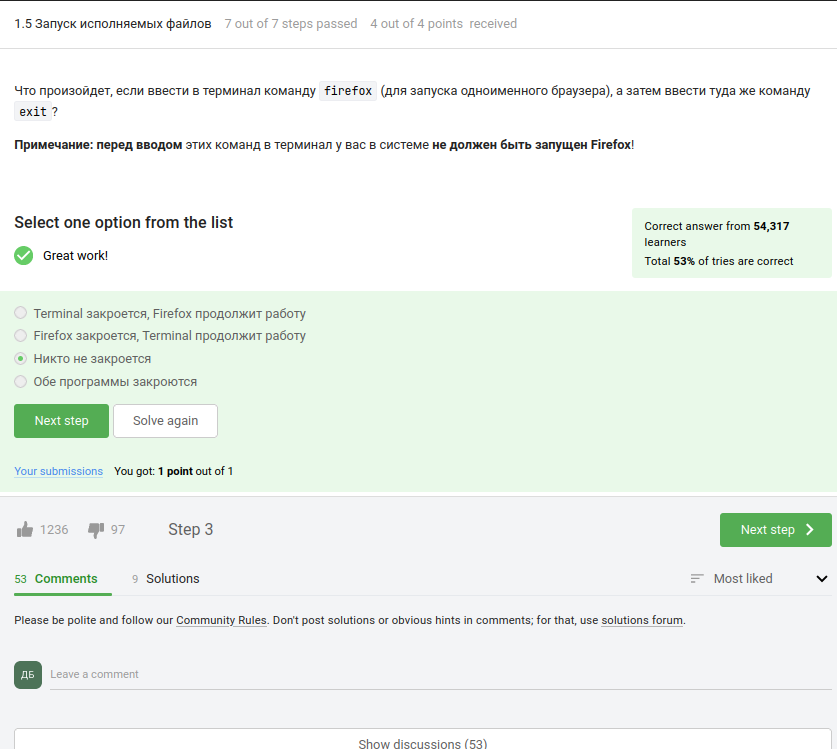 1.5 Запуск исполняемых файлов 7 out of 7 steps passed 4 out of 4 points received
Что произойдет, если ввести в терминал команду firefox (для запуска одноименного браузера), а затем ввести туда же команду
exit ?
Примечание: перед вводом этих команд в терминал у вас в системе не должен быть запущен Firefox!
Select one option from the list
Great work!
Correct answer from 54,317
learners
Total 53% of tries are correct
Terminal закроется, Firefox продолжит работу
Firefox закроется, Terminal продолжит работу
Никто не закроется
Обе программы закроются
Next step Solve again
Your submissions You got: 1 point out of 1
1236 97 Step 3 Next step
53 Comments 9 Solutions Most liked
Please be polite and follow our Community Rules. Don't post solutions or obvious hints in comments; for that, use solutions forum.
ДБ Leave a comment
Show discussions (53)